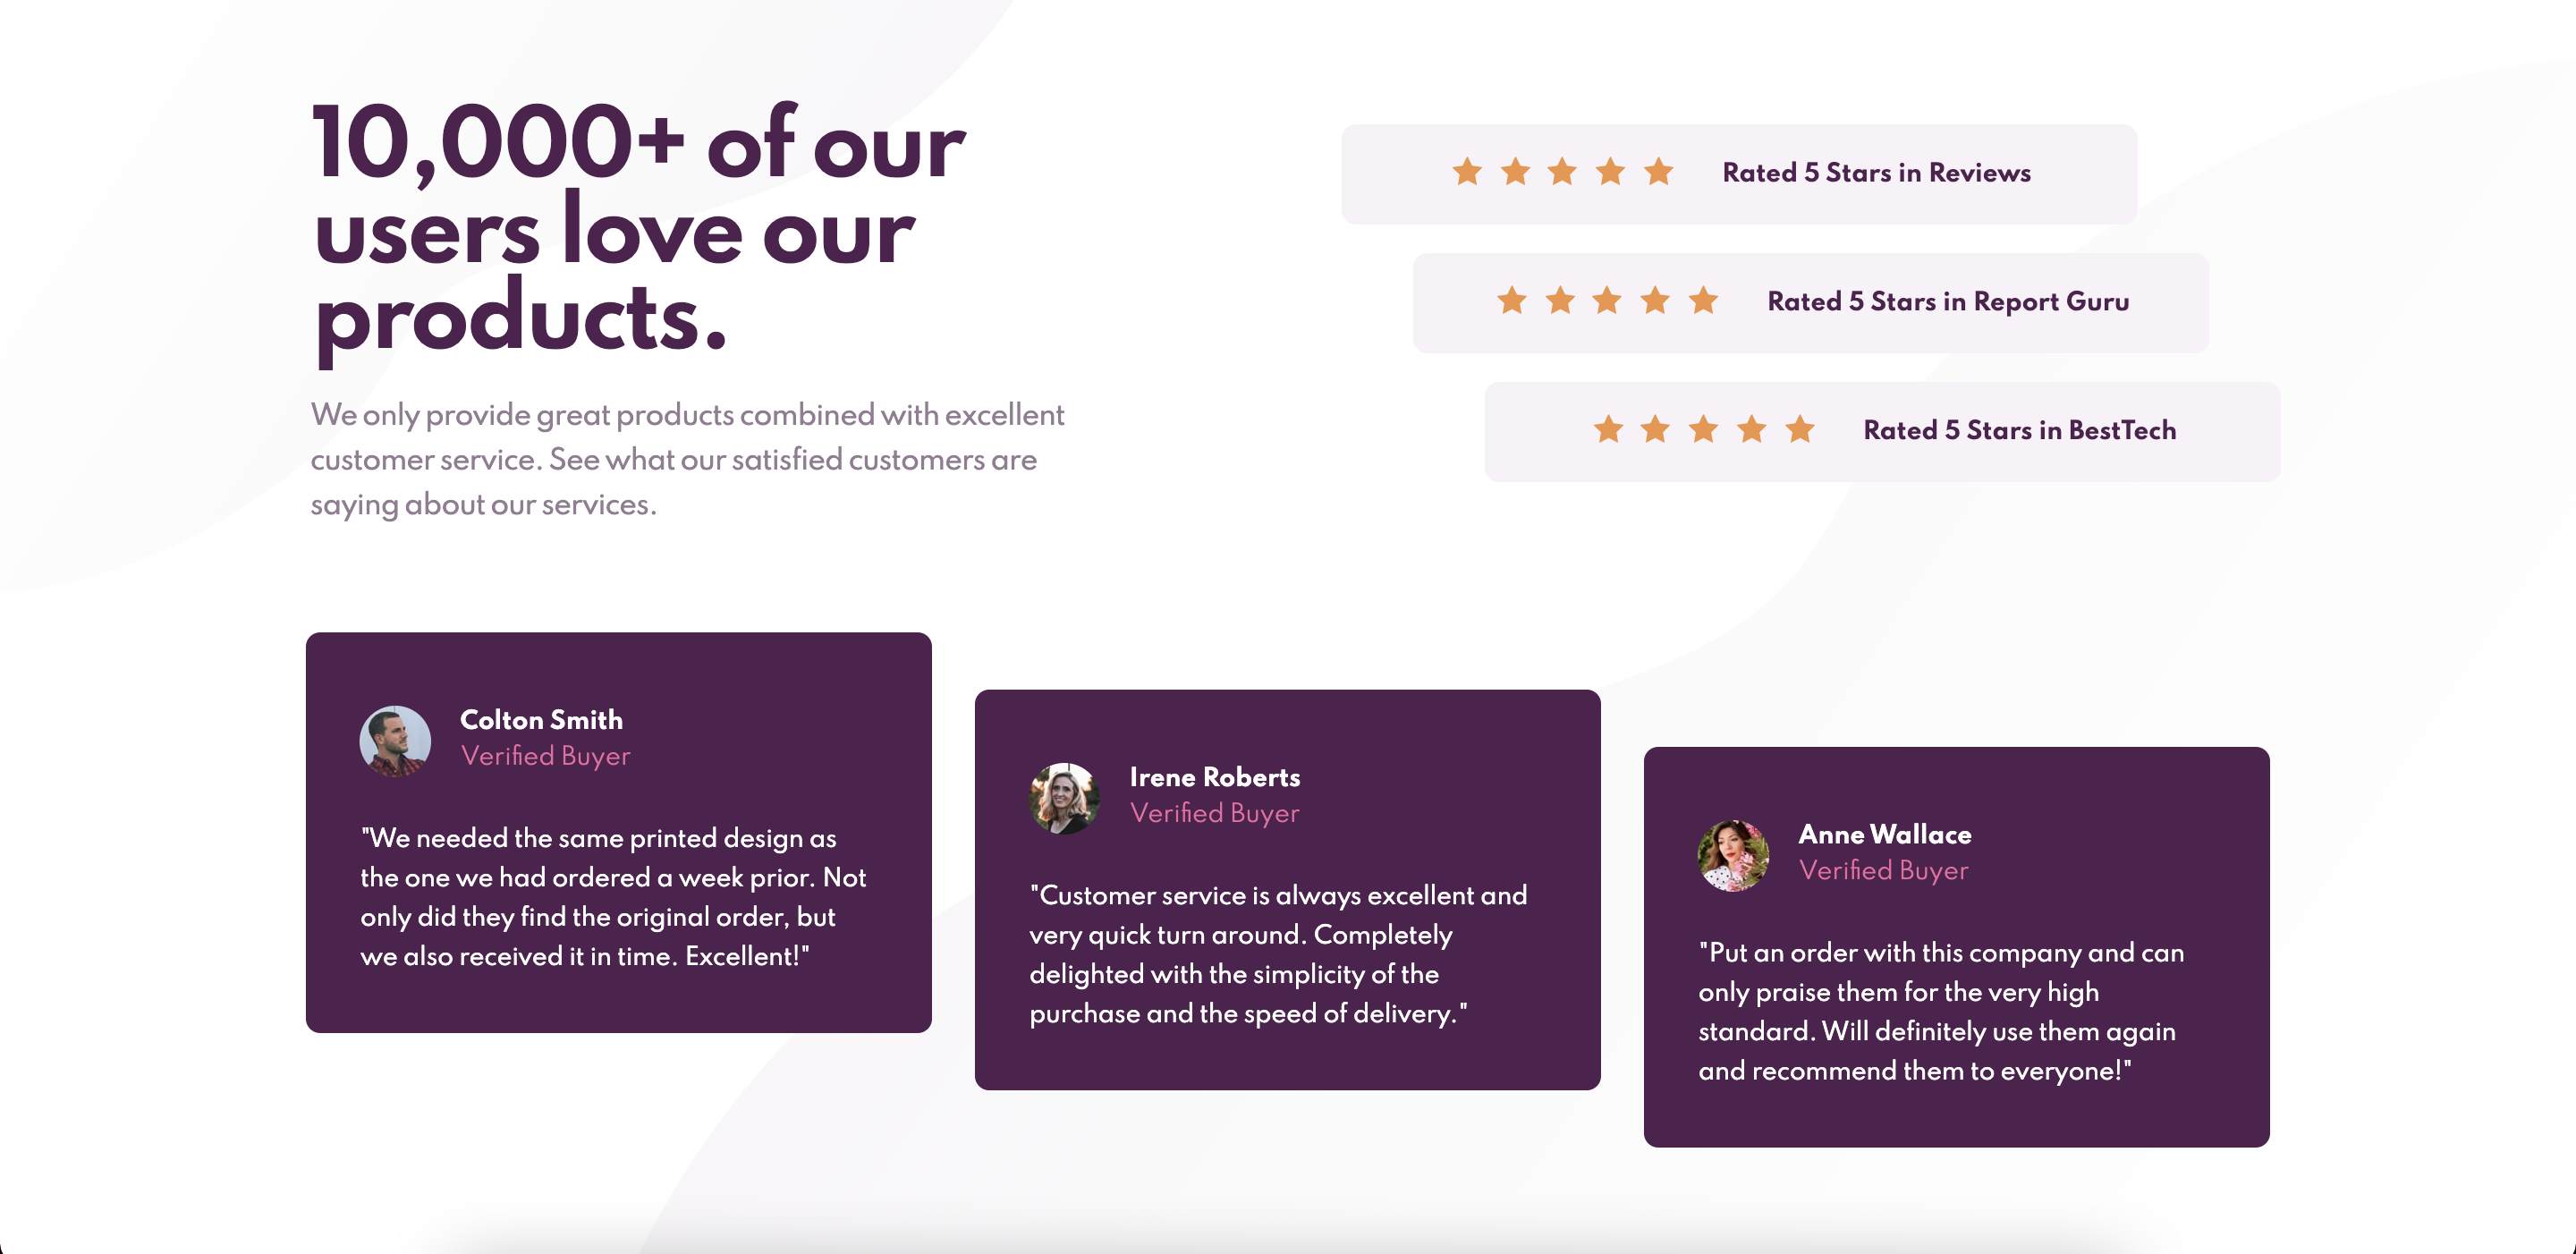 10,000+ of our
users love our
products.
We only provide great products combined with excellent
customer service. See what our satisfied customers are
saying about our services.
Rated 5 Stars in Reviews
Rated 5 Stars in Report Guru
Rated 5 Stars in BestTech
Colton Smith
Verified Buyer
"We needed the same printed design as
the one we had ordered a week prior. Not
only did they find the original order, but
we also received it in time. Excellent!"
Irene Roberts
Verified Buyer
"Customer service is always excellent and
very quick turn around. Completely
delighted with the simplicity of the
purchase and the speed of delivery."
Anne Wallace
Verified Buyer
"Put an order with this company and can
only praise them for the very high
standard. Will definitely use them again
and recommend them to everyone!"